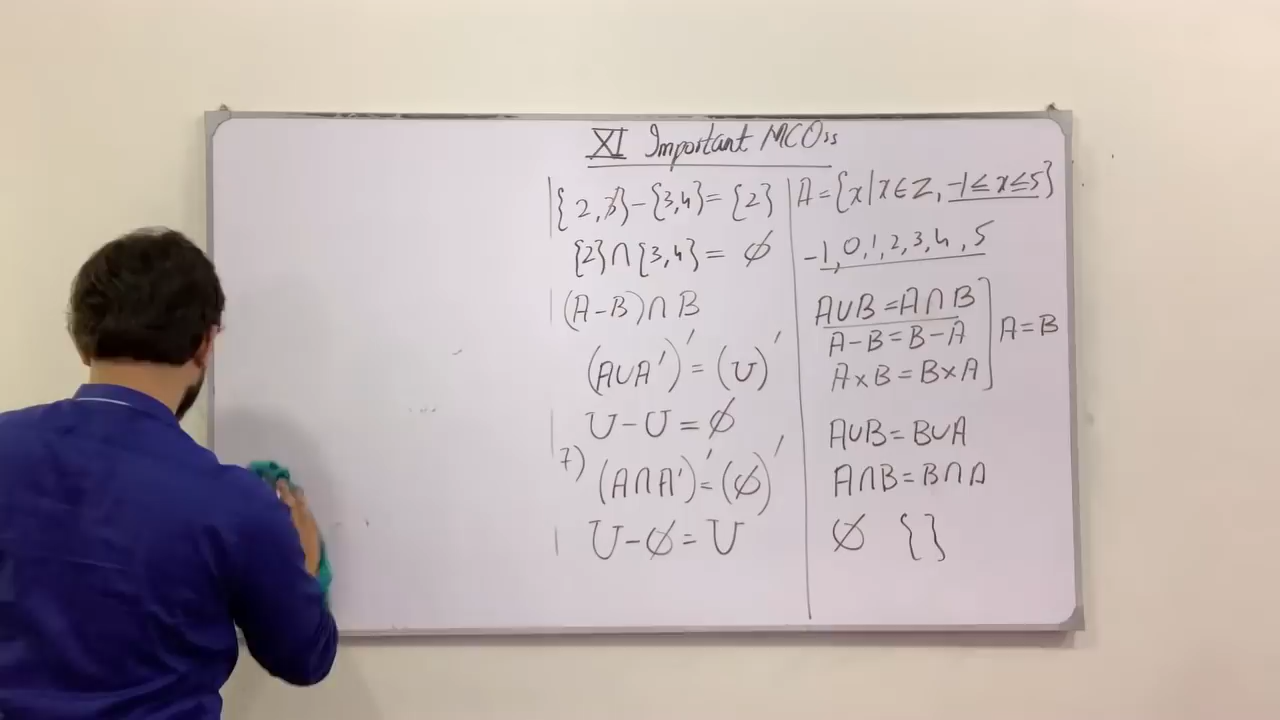 XI Important MCQs
{2,3}-{3,4}={2}
{2}∩{3,4}= ∅
(A-B)∩B
(A∪A')'=(U)'
U-U=∅
7) (A∩A')'=(∅)'
U-∅=U
A={x|x∈Z, -1≤x≤5}
-1,0,1,2,3,4,5
A∪B=A∩B
A-B=B-A
A×B=B×A
A=B
A∪B=B∪A
A∩B=B∩A
∅ { }